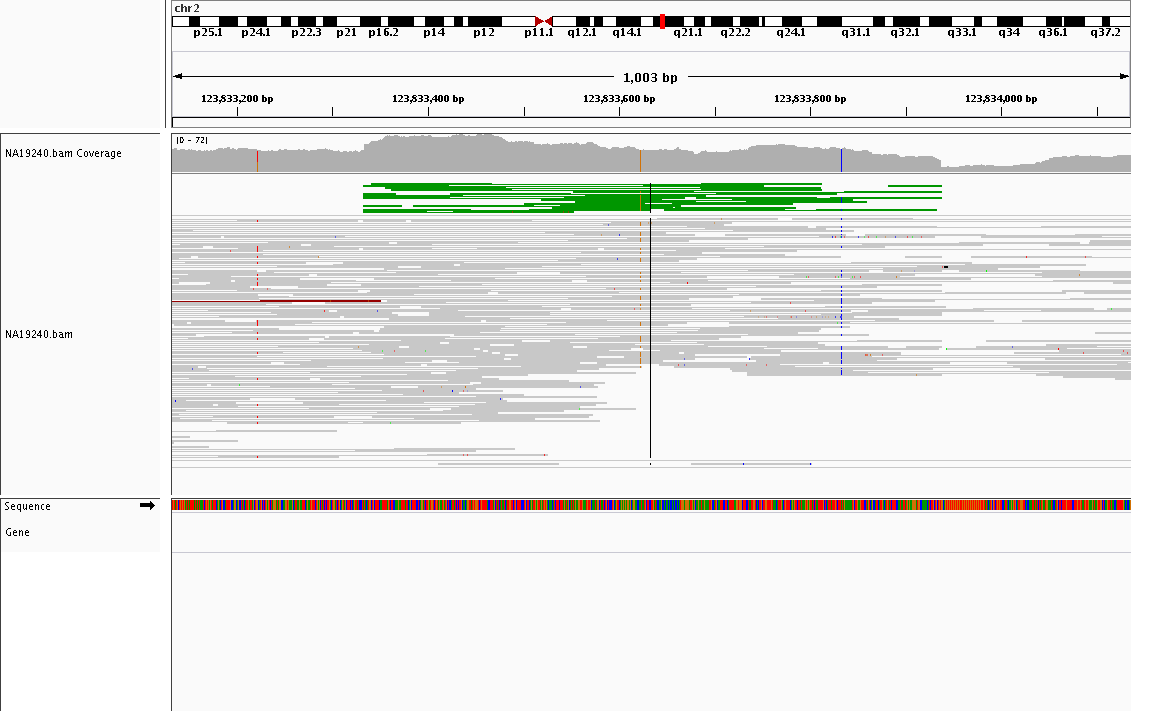 chr2
p25.1 p24.1 p22.3 p21 p16.2 p14 p12 p11.1 q12.1 q14.1 q21.1 q22.2 q24.1 q31.1 q32.1 q33.1 q34 q36.1 q37.2
1,003 bp
123,833,200 bp 123,833,400 bp 123,833,600 bp 123,833,800 bp 123,834,000 bp
[0 - 72]
NA19240.bam Coverage
NA19240.bam
Sequence
Gene